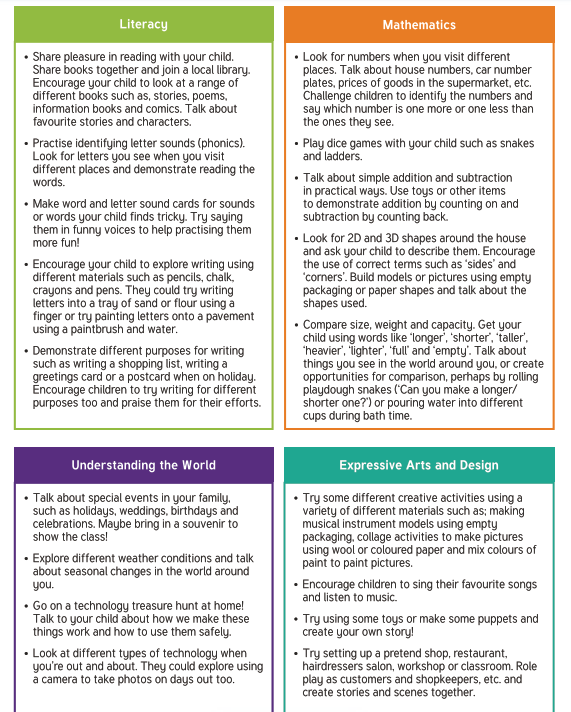 Literacy
• Share pleasure in reading with your child.
Share books together and join a local library.
Encourage your child to look at a range of
different books such as, stories, poems,
information books and comics. Talk about
favourite stories and characters.
• Practise identifying letter sounds (phonics).
Look for letters you see when you visit
different places and demonstrate reading the
words.
• Make word and letter sound cards for sounds
or words your child finds tricky. Try saying
them in funny voices to help practising them
more fun!
• Encourage your child to explore writing using
different materials such as pencils, chalk,
crayons and pens. They could try writing
letters into a tray of sand or flour using a
finger or try painting letters onto a pavement
using a paintbrush and water.
• Demonstrate different purposes for writing
such as writing a shopping list, writing a
greetings card or a postcard when on holiday.
Encourage children to try writing for different
purposes too and praise them for their efforts.
Mathematics
• Look for numbers when you visit different
places. Talk about house numbers, car number
plates, prices of goods in the supermarket, etc.
Challenge children to identify the numbers and
say which number is one more or one less than
the ones they see.
• Play dice games with your child such as snakes
and ladders.
• Talk about simple addition and subtraction
in practical ways. Use toys or other items
to demonstrate addition by counting on and
subtraction by counting back.
• Look for 2D and 3D shapes around the house
and ask your child to describe them. Encourage
the use of correct terms such as ‘sides’ and
‘corners’. Build models or pictures using empty
packaging or paper shapes and talk about the
shapes used.
• Compare size, weight and capacity. Get your
child using words like ‘longer’, ‘shorter’, ‘taller’,
‘heavier’, ‘lighter’, ‘full’ and ‘empty’. Talk about
things you see in the world around you, or create
opportunities for comparison, perhaps by rolling
playdough snakes (‘Can you make a longer/
shorter one?’) or pouring water into different
cups during bath time.
Understanding the World
• Talk about special events in your family,
such as holidays, weddings, birthdays and
celebrations. Maybe bring in a souvenir to
show the class!
• Explore different weather conditions and talk
about seasonal changes in the world around
you.
• Go on a technology treasure hunt at home!
Talk to your child about how we make these
things work and how to use them safely.
• Look at different types of technology when
you’re out and about. They could explore using
a camera to take photos on days out too.
Expressive Arts and Design
• Try some different creative activities using a
variety of different materials such as; making
musical instrument models using empty
packaging, collage activities to make pictures
using wool or coloured paper and mix colours of
paint to paint pictures.
• Encourage children to sing their favourite songs
and listen to music.
• Try using some toys or make some puppets and
create your own story!
• Try setting up a pretend shop, restaurant,
hairdressers salon, workshop or classroom. Role
play as customers and shopkeepers, etc. and
create stories and scenes together.